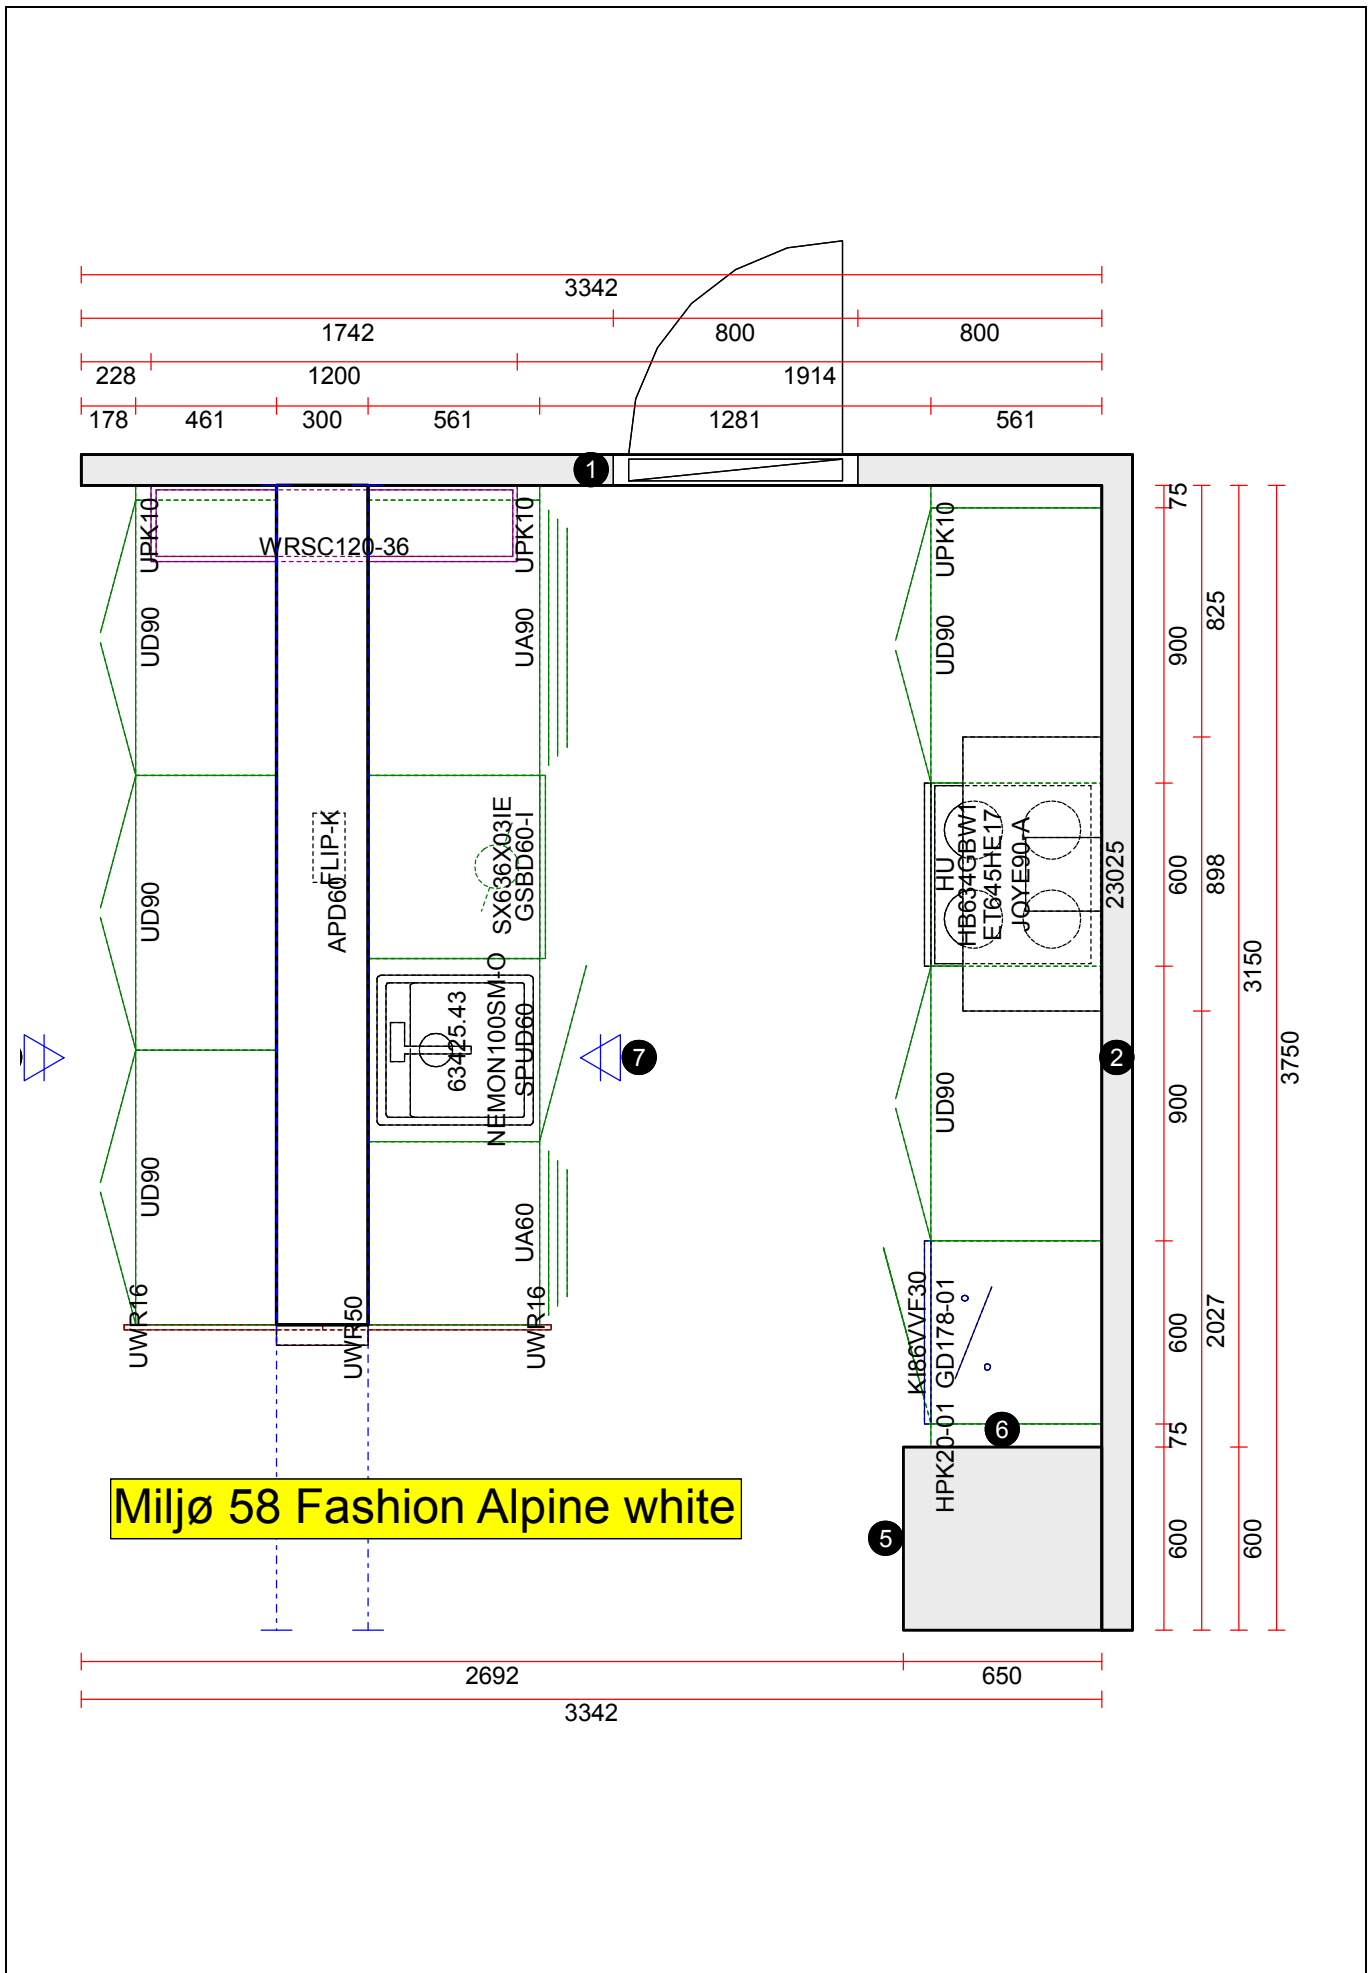 3342
1742 800 800
228 1200 1914
178 461 300 561 1281 561
1
UPK10
WRSC120-36
UPK10
UPK10
75
UD90
UA90
UD90
900
825
UD90
FLIP-K
APD60
SX636X03IE
GSBD60-I
HU
HB634GBW1
ET645HE17
JOYE90-A
23025
600
898
3150
3750
63425.43
NEMON100SM-O
SPUD60
7
2
UD90
900
UD90
UA60
UWR16
UWR50
UWR16
KI86VVF30
GD178-01
600
2027
HPK20-01
6
75
Miljø 58 Fashion Alpine white
5
600
600
2692 650
3342